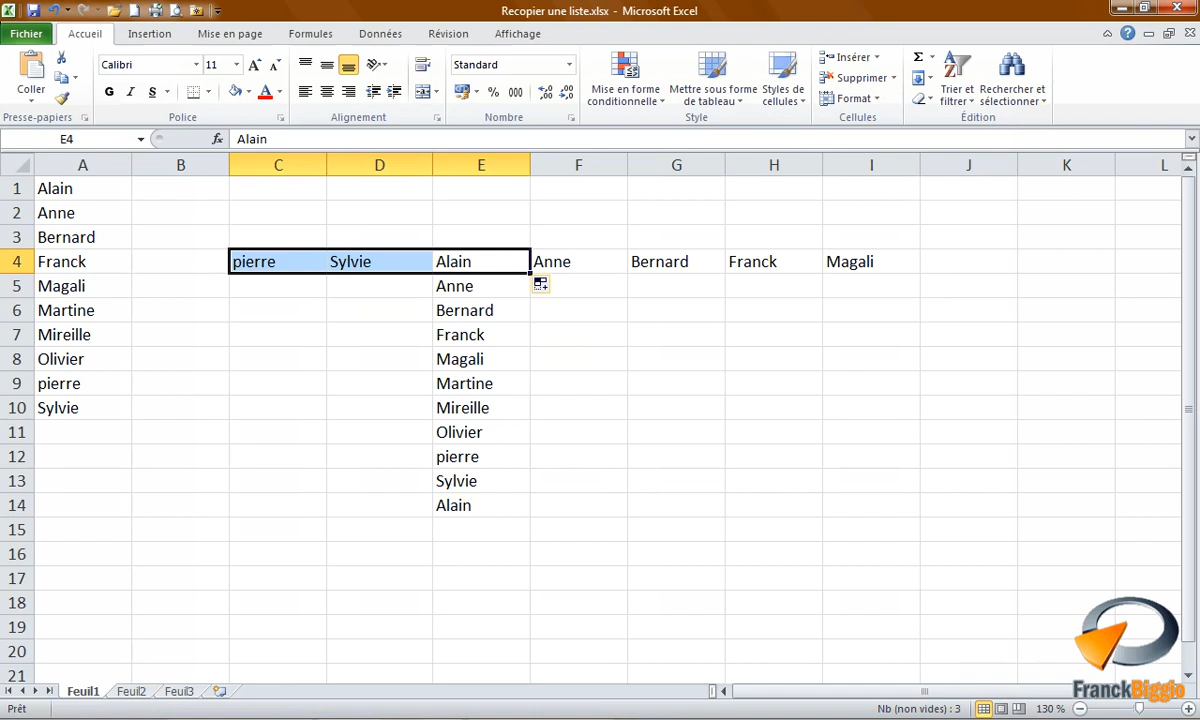 Recopier une liste.xlsx - Microsoft Excel
Fichier Accueil Insertion Mise en page Formules Données Révision Affichage
Coller
Presse-papiers
Calibri 11
G I S
Police
Alignement
Standard
% 000
Nombre
Mise en forme conditionnelle
Mettre sous forme de tableau
Styles de cellules
Style
Insérer
Supprimer
Format
Cellules
Trier et filtrer
Rechercher et sélectionner
Édition
E4 fx Alain
A B C D E F G H I J K L
1 Alain
2 Anne
3 Bernard
4 Franck pierre Sylvie Alain Anne Bernard Franck Magali
5 Magali Anne
6 Martine Bernard
7 Mireille Franck
8 Olivier Magali
9 pierre Martine
10 Sylvie Mireille
11 Olivier
12 pierre
13 Sylvie
14 Alain
15
16
17
18
19
20
21
FranckBiggio
Feuil1 Feuil2 Feuil3
Prêt Nb (non vides) : 3 130 %